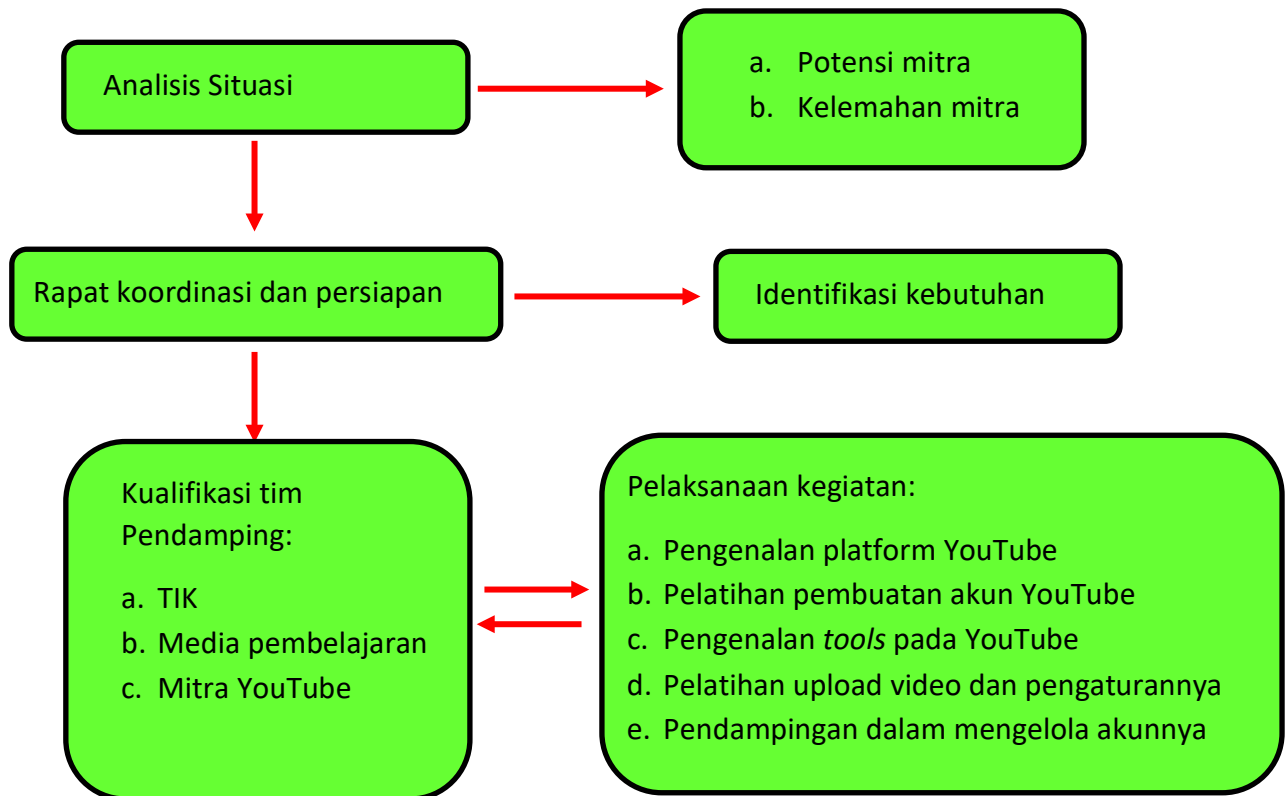 Analisis Situasi
a. Potensi mitra
b. Kelemahan mitra
Rapat koordinasi dan persiapan
Identifikasi kebutuhan
Kualifikasi tim
Pendamping:
a. TIK
b. Media pembelajaran
c. Mitra YouTube
Pelaksanaan kegiatan:
a. Pengenalan platform YouTube
b. Pelatihan pembuatan akun YouTube
c. Pengenalan tools pada YouTube
d. Pelatihan upload video dan pengaturannya
e. Pendampingan dalam mengelola akunnya